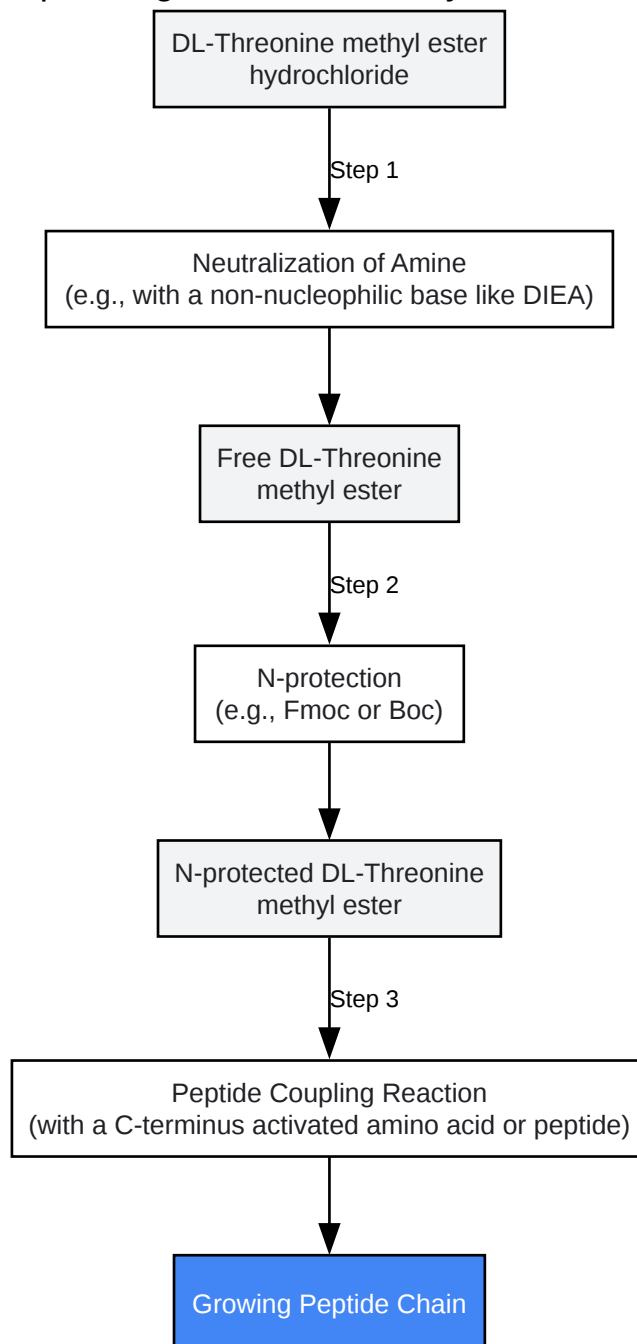 DL-Threonine methyl ester
hydrochloride
Step 1
Neutralization of Amine
(e.g., with a non-nucleophilic base like DIEA)
Free DL-Threonine
methyl ester
Step 2
N-protection
(e.g., Fmoc or Boc)
N-protected DL-Threonine
methyl ester
Step 3
Peptide Coupling Reaction
(with a C-terminus activated amino acid or peptide)
Growing Peptide Chain